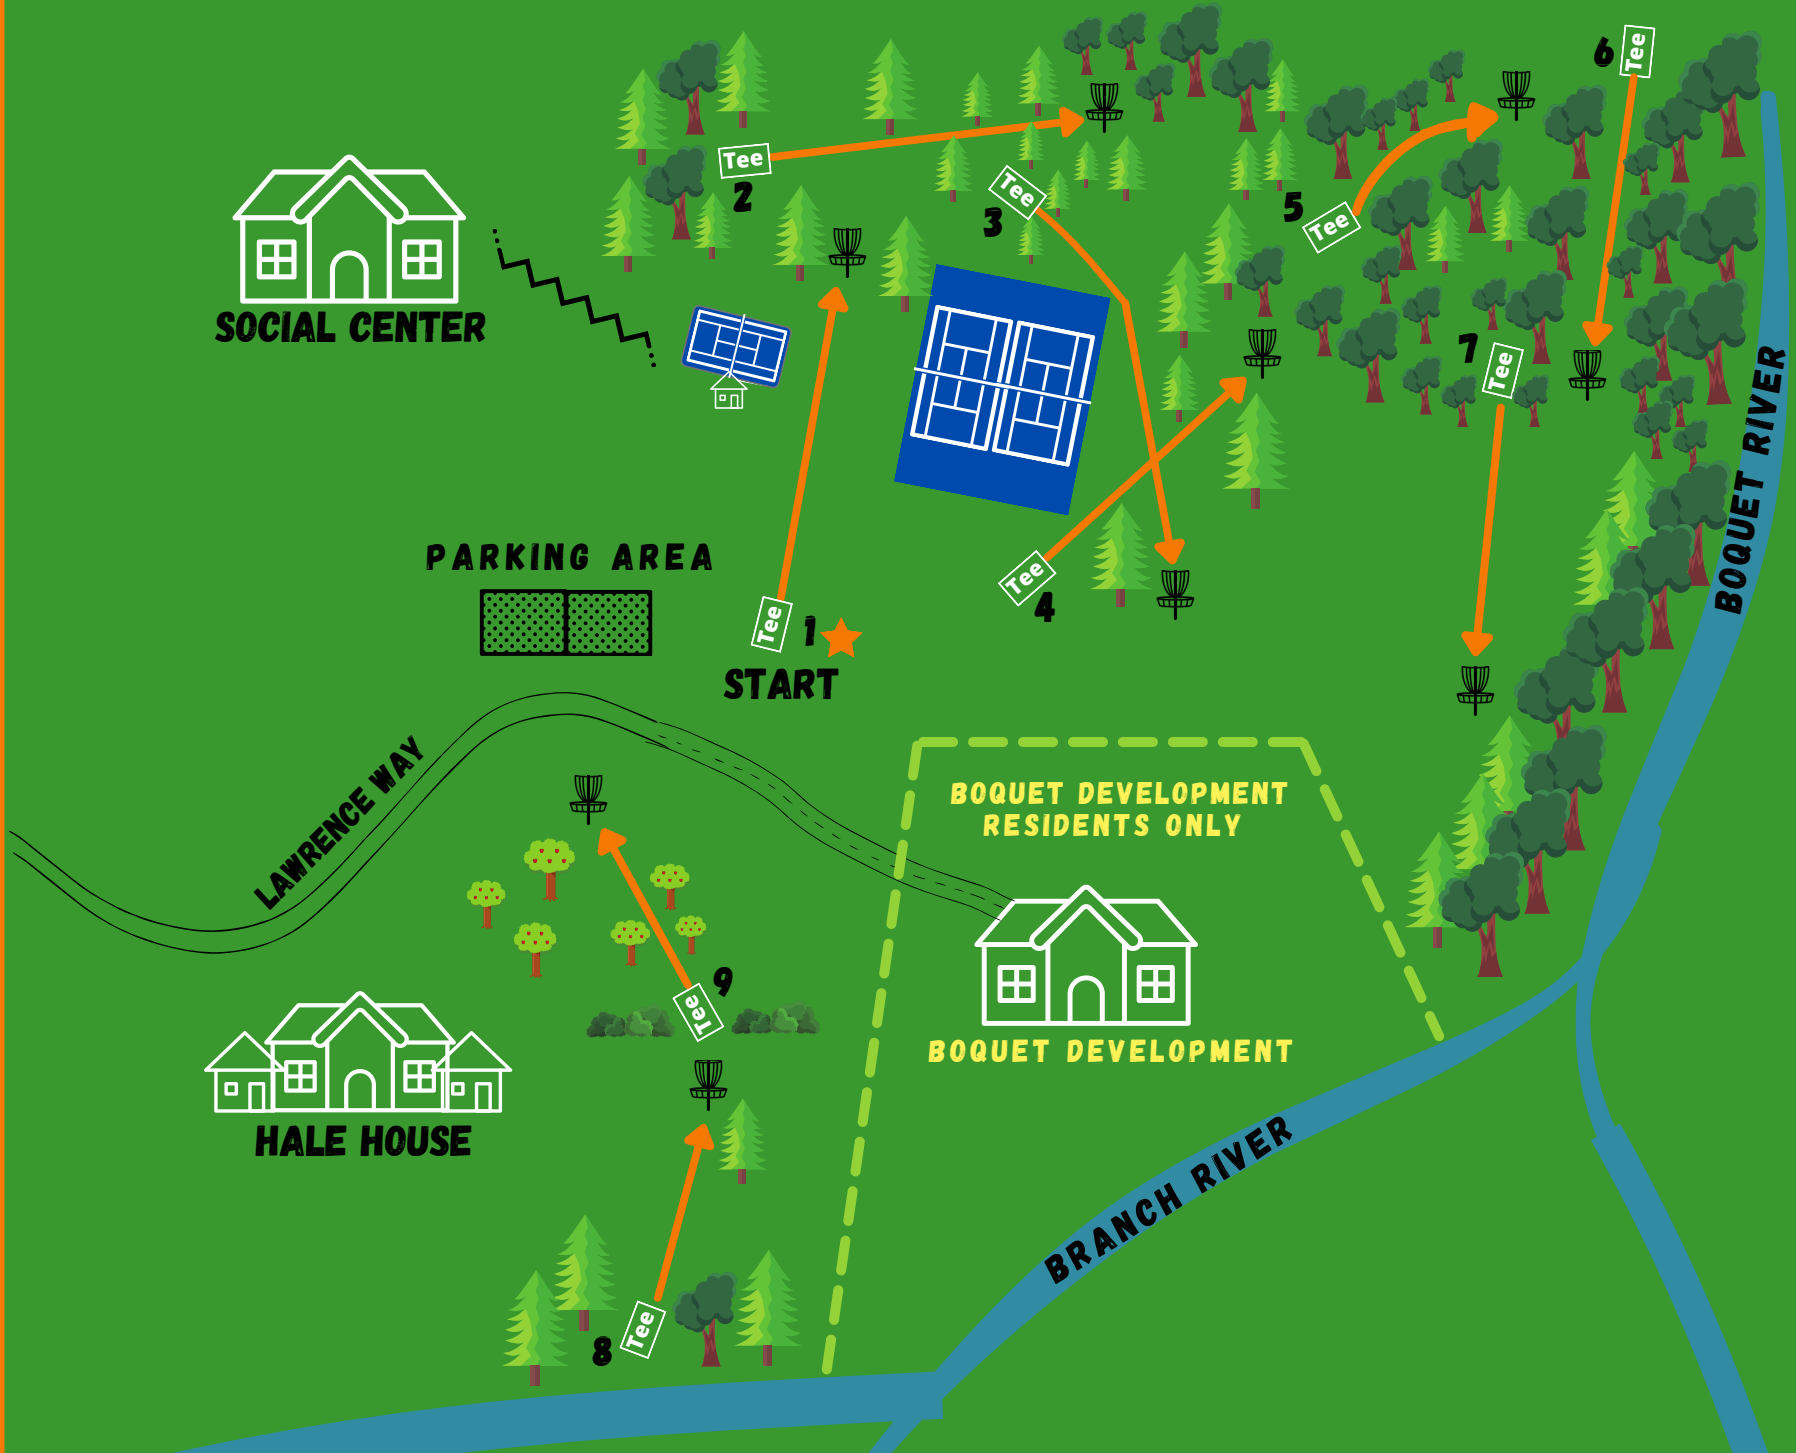 6
Tee
Tee
2
Tee
3
5
Tee
SOCIAL CENTER
7
Tee
BOQUET RIVER
PARKING AREA
Tee
4
Tee
1
START
LAWRENCE WAY
BOQUET DEVELOPMENT
RESIDENTS ONLY
9
Tee
BOQUET DEVELOPMENT
HALE HOUSE
BRANCH RIVER
8
Tee